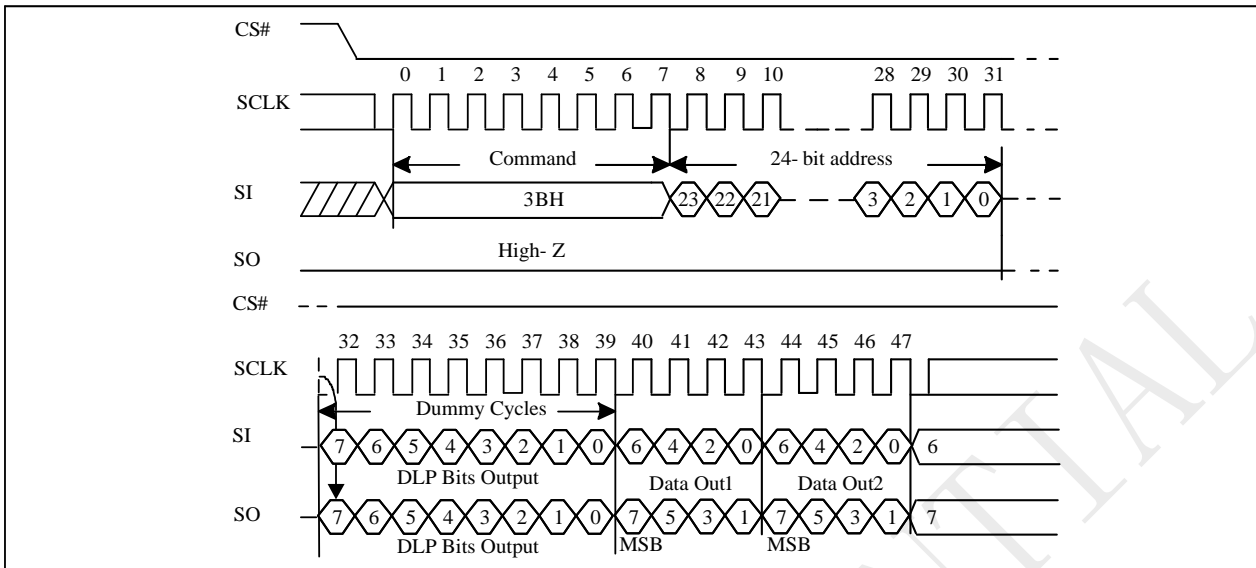 CS#
0 1 2 3 4 5 6 7 8 9 10 28 29 30 31
SCLK
Command 24- bit address
SI 3BH 23 22 21 3 2 1 0
High- Z
SO
CS#
32 33 34 35 36 37 38 39 40 41 42 43 44 45 46 47
SCLK
Dummy Cycles
SI 7 6 5 4 3 2 1 0 6 4 2 0 6 4 2 0 6
DLP Bits Output Data Out1 Data Out2
SO 7 6 5 4 3 2 1 0 7 5 3 1 7 5 3 1 7
DLP Bits Output MSB MSB
NTIAL